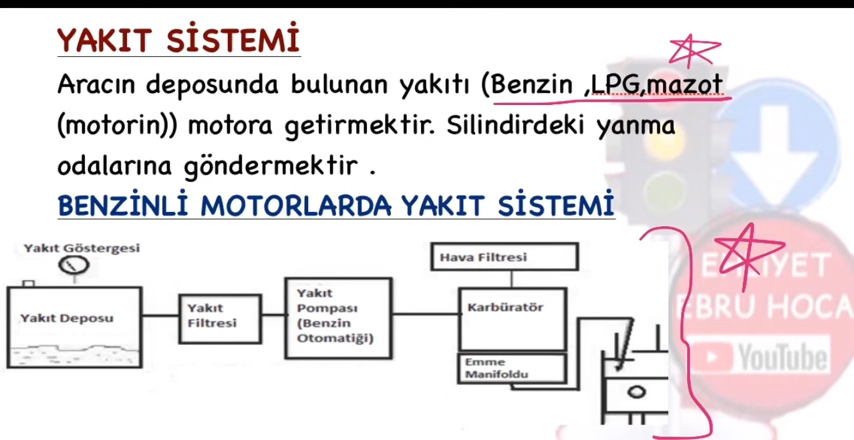 YAKIT SİSTEMİ
Aracın deposunda bulunan yakıtı (Benzin ,LPG,mazot
(motorin)) motora getirmektir. Silindirdeki yanma
odalarına göndermektir .
BENZİNLİ MOTORLARDA YAKIT SİSTEMİ
Yakıt Göstergesi
Hava Filtresi
Yakıt Deposu
Yakıt
Filtresi
Yakıt
Pompası
(Benzin
Otomatiği)
Karbüratör
Emme
Manifoldu
EBRU HOCA
YouTube